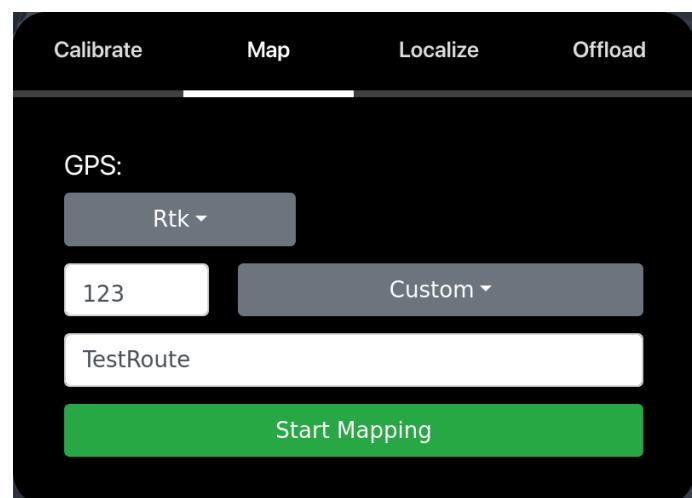 Calibrate Map Localize Offload
GPS:
Rtk
123 Custom
TestRoute
Start Mapping